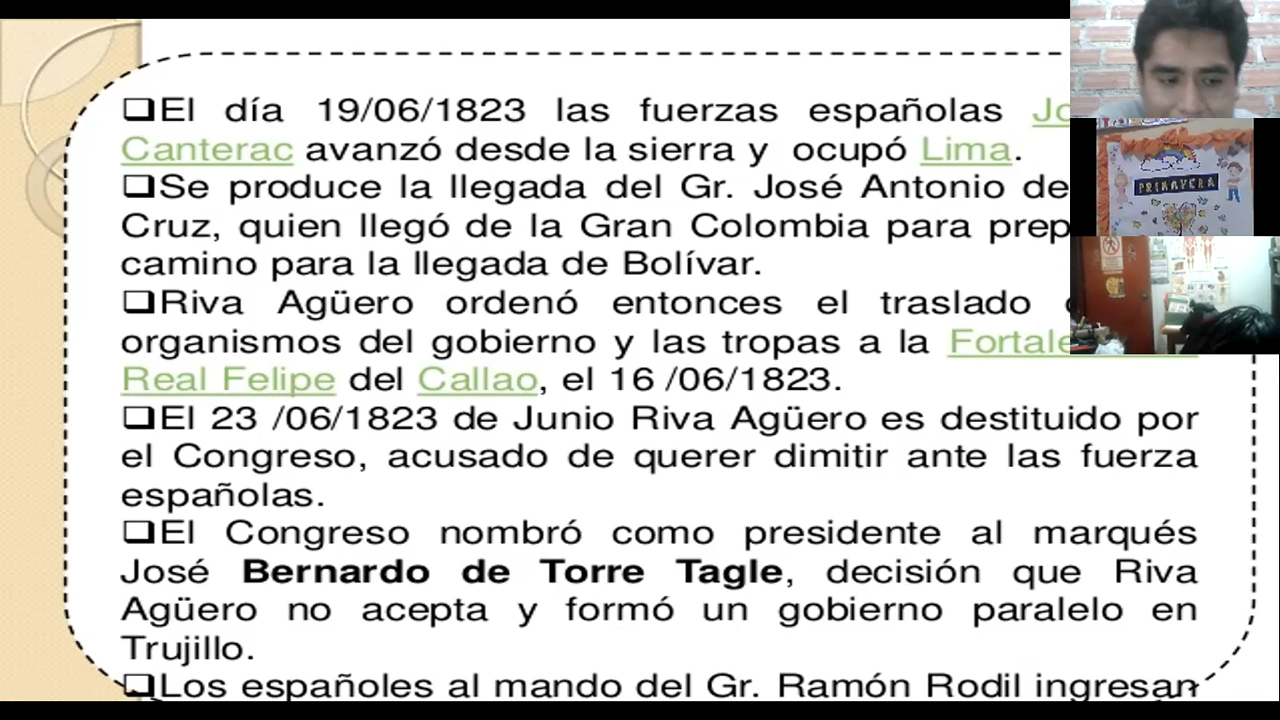 ❑El día 19/06/1823 las fuerzas españolas
Canterac avanzó desde la sierra y ocupó Lima.
❑Se produce la llegada del Gr. José Antonio de
Cruz, quien llegó de la Gran Colombia para
camino para la llegada de Bolívar.
❑Riva Agüero ordenó entonces el traslado
organismos del gobierno y las tropas a la
Real Felipe del Callao, el 16 /06/1823.
❑El 23 /06/1823 de Junio Riva Agüero es destituido por
el Congreso, acusado de querer dimitir ante las fuerza
españolas.
❑El Congreso nombró como presidente al marqués
José Bernardo de Torre Tagle, decisión que Riva
Agüero no acepta y formó un gobierno paralelo en
Trujillo.
❑Los españoles al mando del Gr. Ramón Rodil ingresan
PRIMAVERA